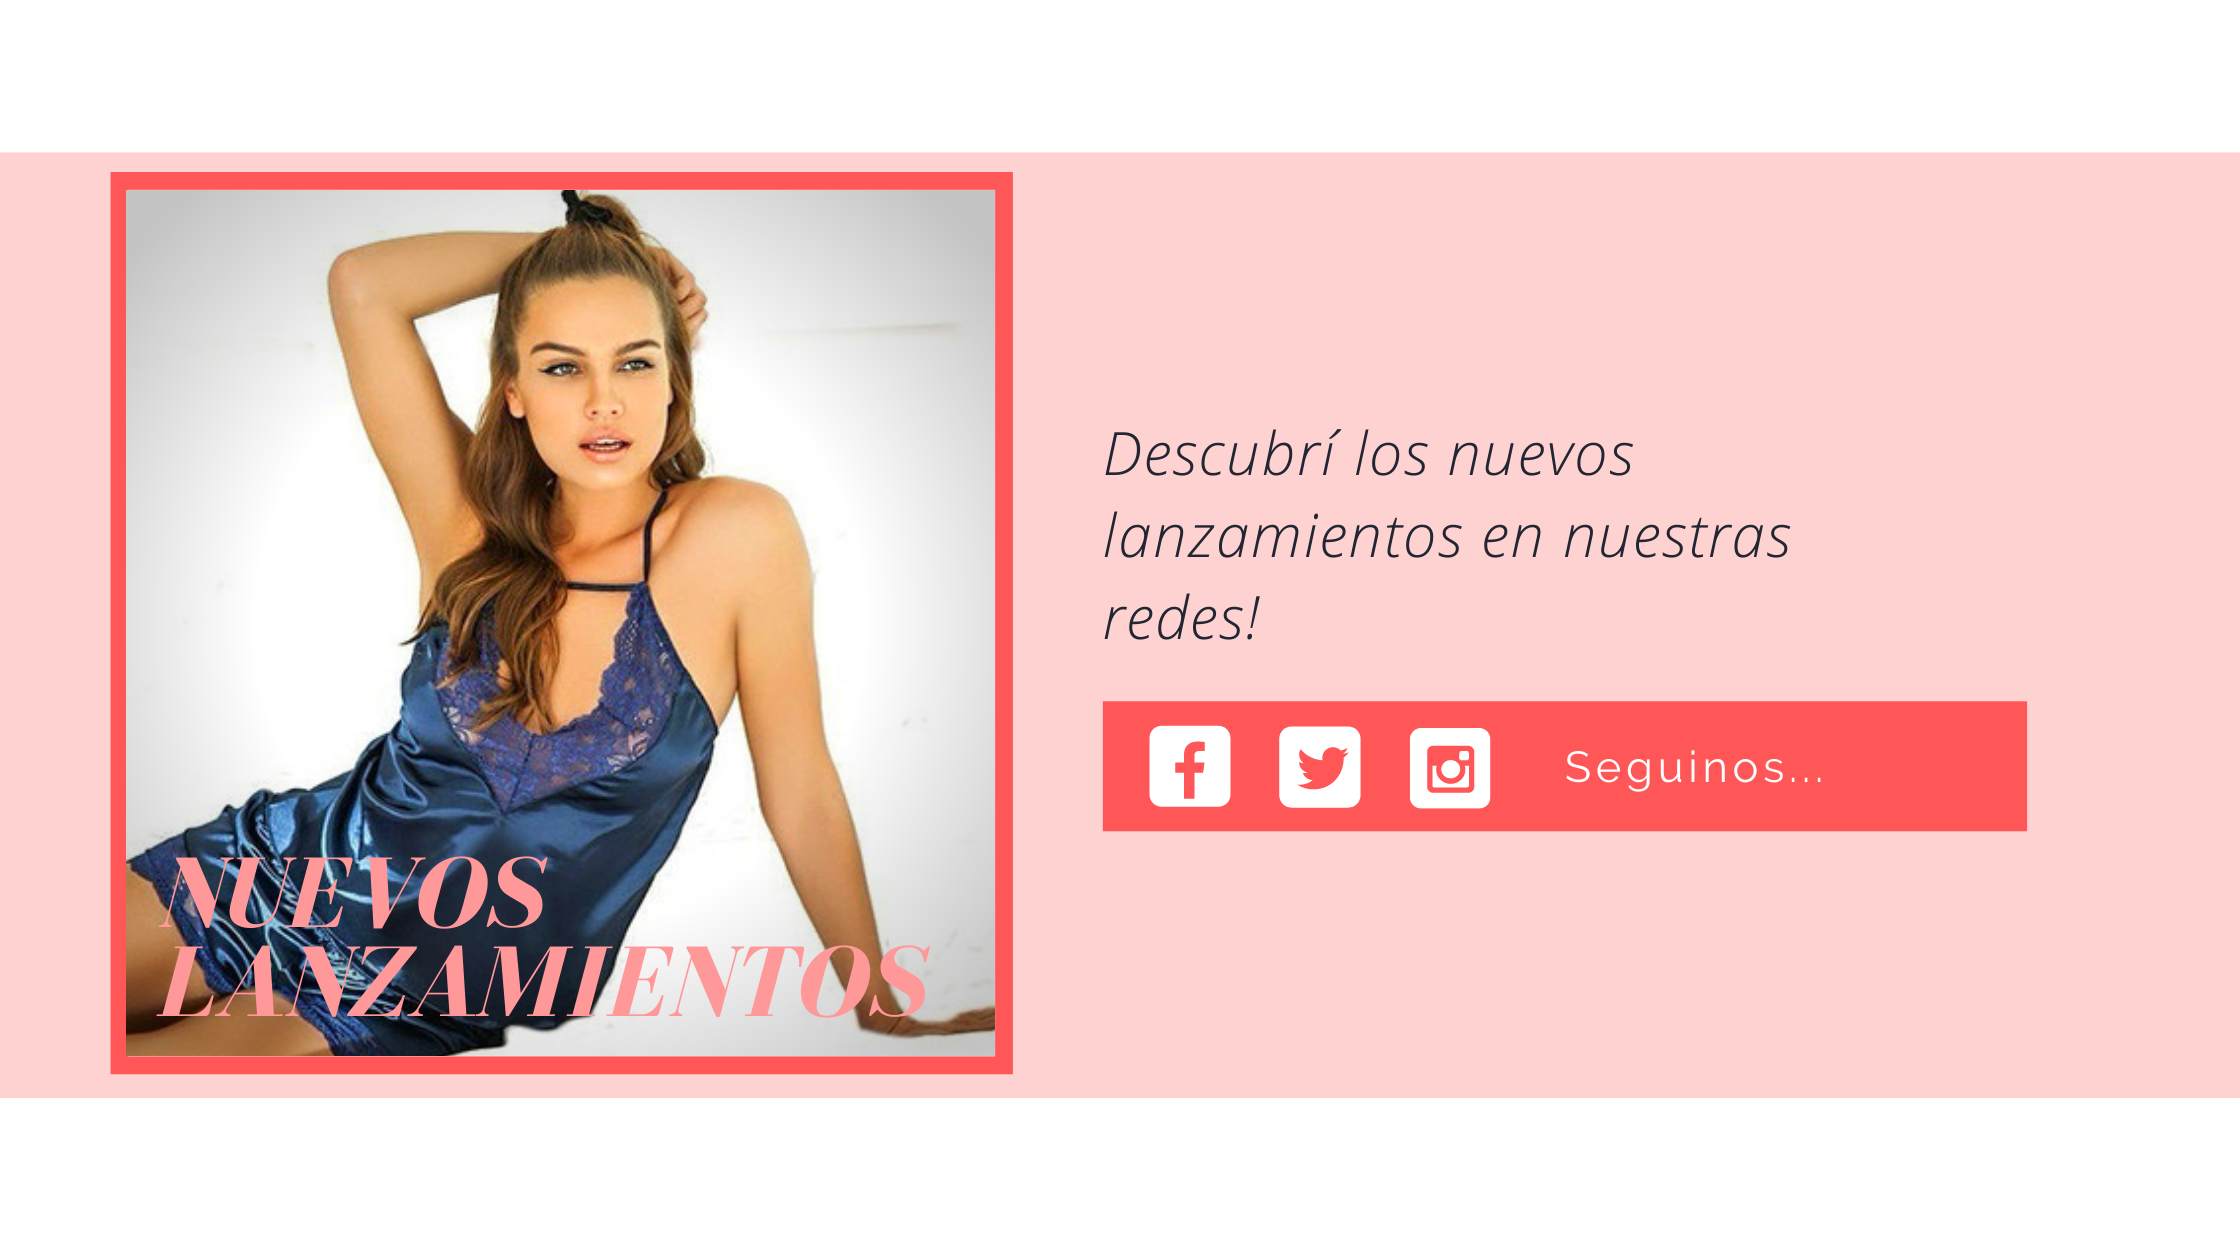 NUEVOS
LANZAMIENTOS
Descubrí los nuevos
lanzamientos en nuestras
redes!
Seguinos...